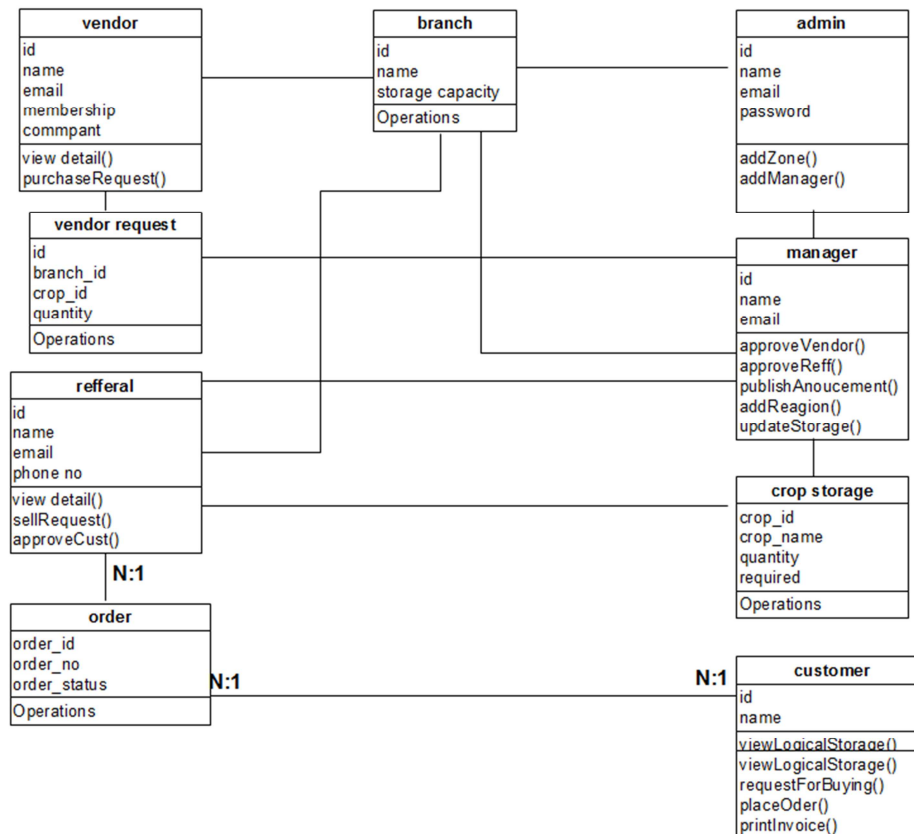 vendor
id
name
email
membership
commpant
view detail()
purchaseRequest()
branch
id
name
storage capacity
Operations
admin
id
name
email
password
addZone()
addManager()
vendor request
id
branch_id
crop_id
quantity
Operations
manager
id
name
email
approveVendor()
approveReff()
publishAnoucement()
addReagion()
updateStorage()
refferal
id
name
email
phone no
view detail()
sellRequest()
approveCust()
N:1
crop storage
crop_id
crop_name
quantity
required
Operations
order
order_id
order_no
order_status
Operations
N:1
N:1
customer
id
name
viewLogicalStorage()
viewLogicalStorage()
requestForBuying()
placeOder()
printInvoice()